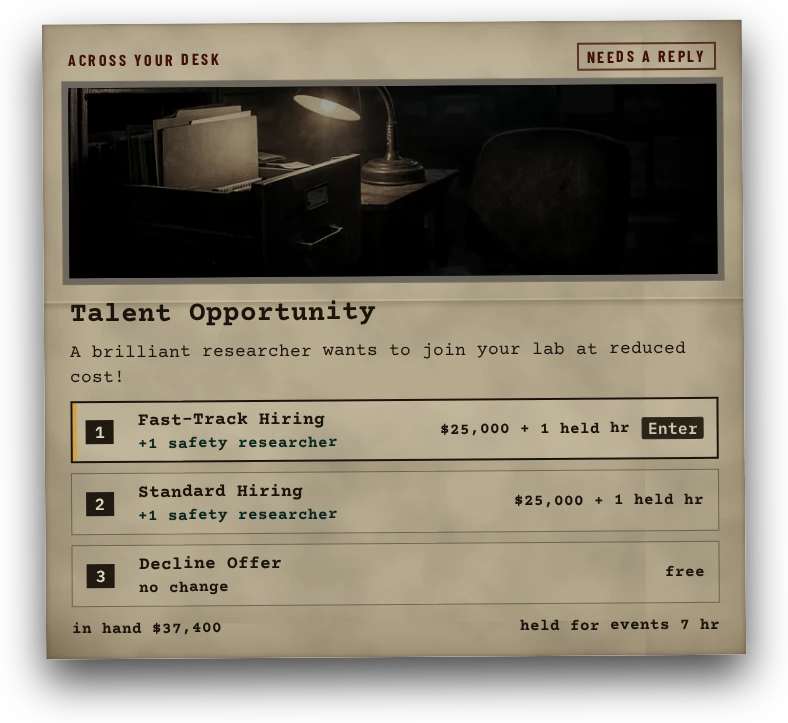 ACROSS YOUR DESK
NEEDS A REPLY
Talent Opportunity
A brilliant researcher wants to join your lab at reduced
cost!
1 Fast-Track Hiring $25,000 + 1 held hr Enter
+1 safety researcher
2 Standard Hiring $25,000 + 1 held hr
+1 safety researcher
3 Decline Offer free
no change
in hand $37,400 held for events 7 hr